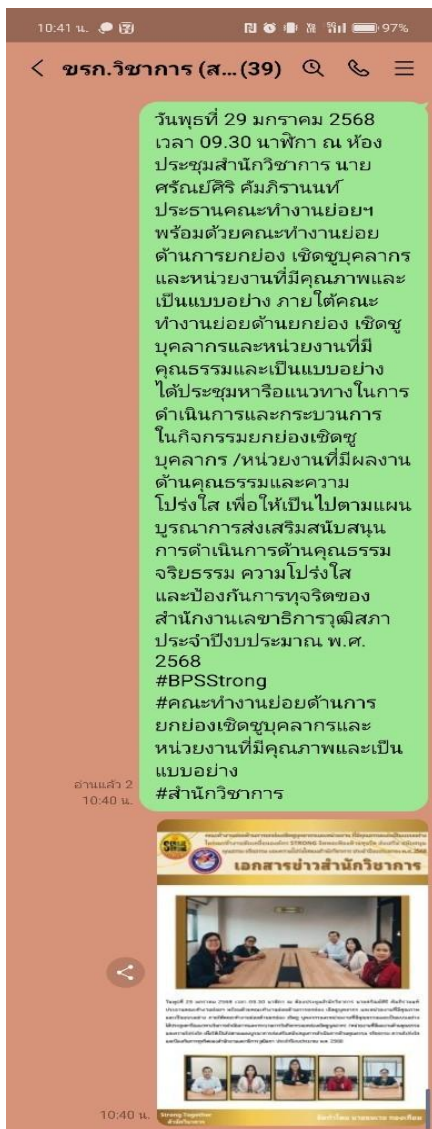 10:41 น.
97%
ขรก.วิชาการ (ส... (39)
วันพุธที่ 29 มกราคม 2568
เวลา 09.30 นาฬิกา ณ ห้อง
ประชุมสำนักวิชาการ นาย
ศรัณย์ศิริ คัมภิรานนท์
ประธานคณะทำงานย่อยฯ
พร้อมด้วยคณะทำงานย่อย
ด้านการยกย่อง เชิดชูบุคลากร
และหน่วยงานที่มีคุณภาพและ
เป็นแบบอย่าง ภายใต้คณะ
ทำงานย่อยด้านยกย่อง เชิดชู
บุคลากรและหน่วยงานที่มี
คุณธรรมและเป็นแบบอย่าง
ได้ประชุมหารือแนวทางในการ
ดำเนินการและกระบวนการ
ในกิจกรรมยกย่องเชิดชู
บุคลากร /หน่วยงานที่มีผลงาน
ด้านคุณธรรมและความ
โปร่งใส เพื่อให้เป็นไปตามแผน
บูรณาการส่งเสริมสนับสนุน
การดำเนินการด้านคุณธรรม
จริยธรรม ความโปร่งใส
และป้องกันการทุจริตของ
สำนักงานเลขาธิการวุฒิสภา
ประจำปีงบประมาณ พ.ศ.
2568
#BPSStrong
#คณะทำงานย่อยด้านการ
ยกย่องเชิดชูบุคลากรและ
หน่วยงานที่มีคุณภาพและเป็น
แบบอย่าง
#สำนักวิชาการ
อ่านแล้ว 2
10:40 น.
เอกสารข่าวสำนักวิชาการ
Strong Together
สำนักวิชาการ
10:40 น.